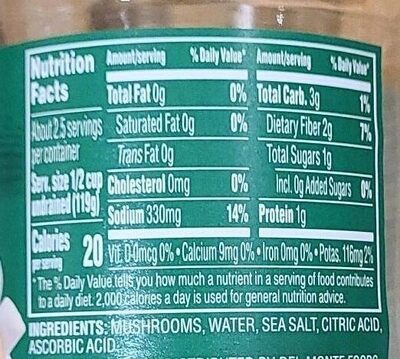 Nutrition Facts
About 2.5 servings
per container
Serv. size 1/2 cup
undrained (119g)
Calories 20
per serving
Amount/serving % Daily Value*
Total Fat 0g 0%
Saturated Fat 0g 0%
Trans Fat 0g
Cholesterol 0mg 0%
Sodium 330mg 14%
Amount/serving % Daily Value*
Total Carb. 3g 1%
Dietary Fiber 2g 7%
Total Sugars 1g
Incl. 0g Added Sugars 0%
Protein 1g
Vit. D 0mcg 0% • Calcium 9mg 0% • Iron 0mg 0% • Potas. 116mg 2%
*The % Daily Value tells you how much a nutrient in a serving of food contributes
to a daily diet. 2,000 calories a day is used for general nutrition advice.
INGREDIENTS: MUSHROOMS, WATER, SEA SALT, CITRIC ACID,
ASCORBIC ACID.
DISTRIBUTED BY DEL MONTE FOODS